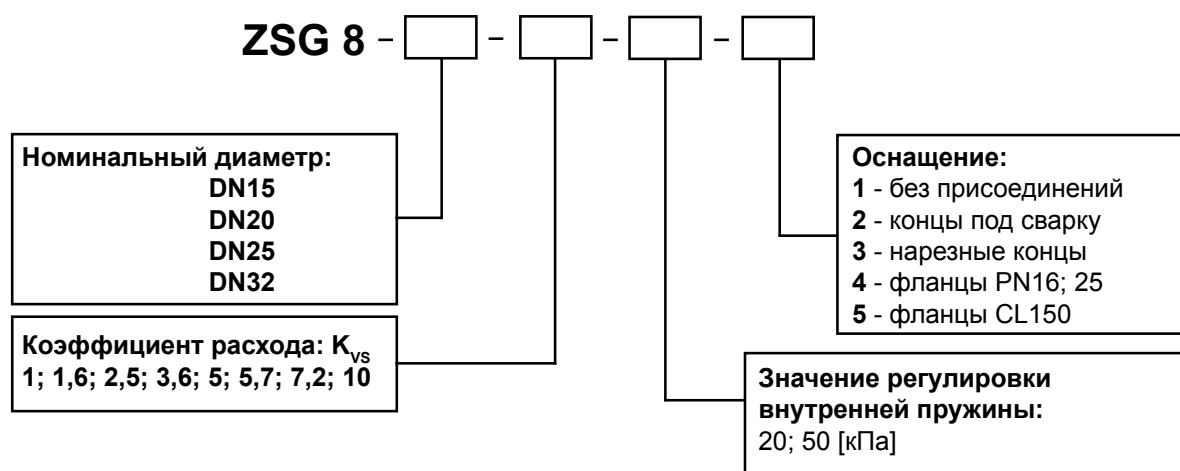 ZSG 8 - - - -
Номинальный диаметр:
DN15
DN20
DN25
DN32
Коэффициент расхода: Kvs
1; 1,6; 2,5; 3,6; 5; 5,7; 7,2; 10
Оснащение:
1 - без присоединений
2 - концы под сварку
3 - нарезные концы
4 - фланцы PN16; 25
5 - фланцы CL150
Значение регулировки
внутренней пружины:
20; 50 [кПа]